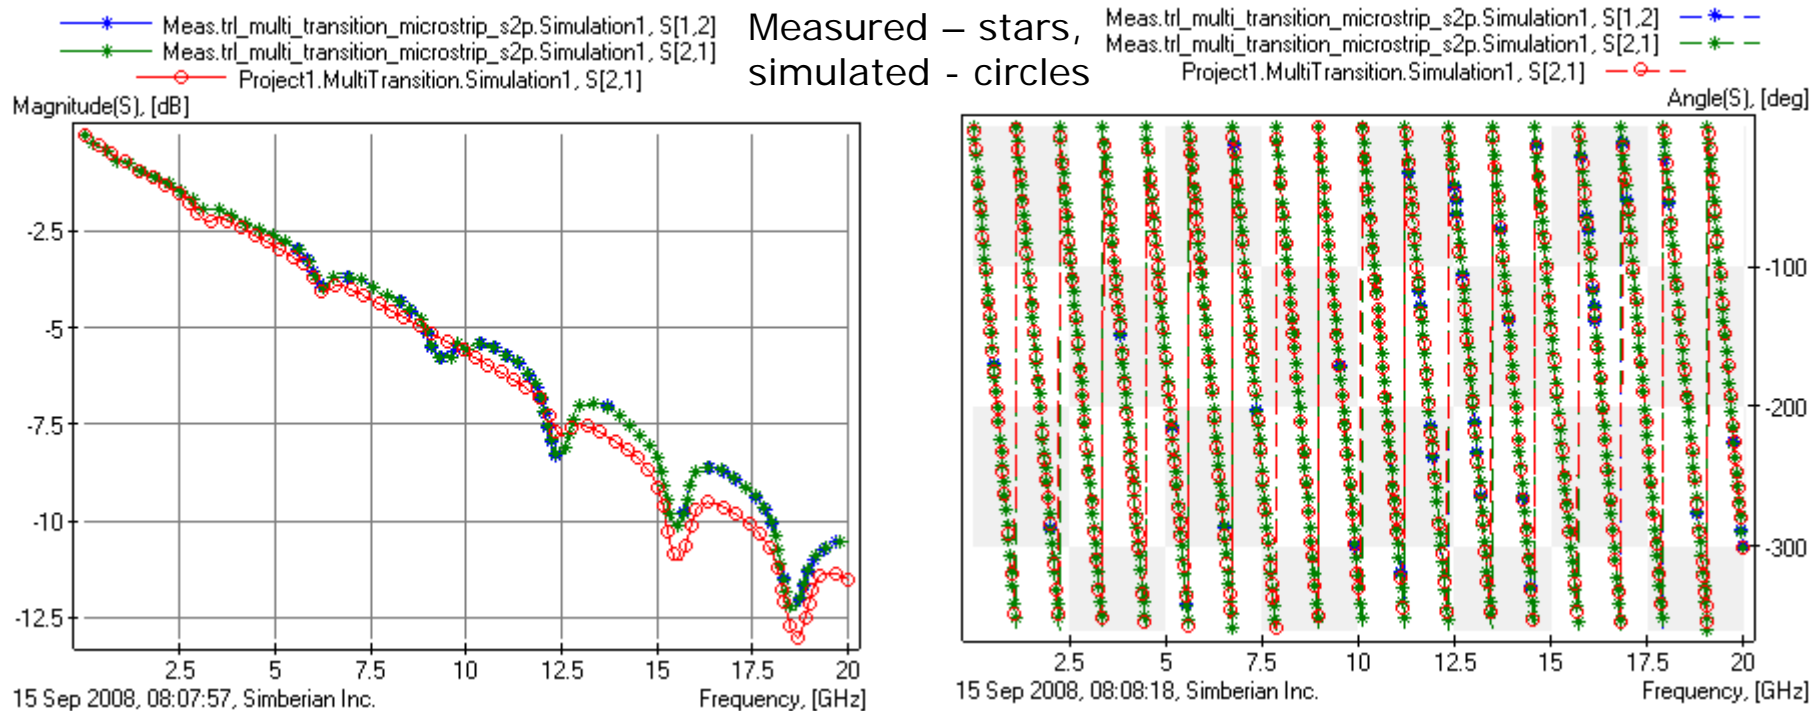 Meas.trl_multi_transition_microstrip_s2p.Simulation1, S[1,2]
Meas.trl_multi_transition_microstrip_s2p.Simulation1, S[2,1]
Project1.MultiTransition.Simulation1, S[2,1]
Magnitude(S), [dB]
Measured – stars,
simulated - circles
Meas.trl_multi_transition_microstrip_s2p.Simulation1, S[1,2]
Meas.trl_multi_transition_microstrip_s2p.Simulation1, S[2,1]
Project1.MultiTransition.Simulation1, S[2,1]
Angle(S), [deg]
-2.5
-5
-7.5
-10
-12.5
2.5 5 7.5 10 12.5 15 17.5 20
15 Sep 2008, 08:07:57, Simberian Inc. Frequency, [GHz]
-100
-200
-300
2.5 5 7.5 10 12.5 15 17.5 20
15 Sep 2008, 08:08:18, Simberian Inc. Frequency, [GHz]